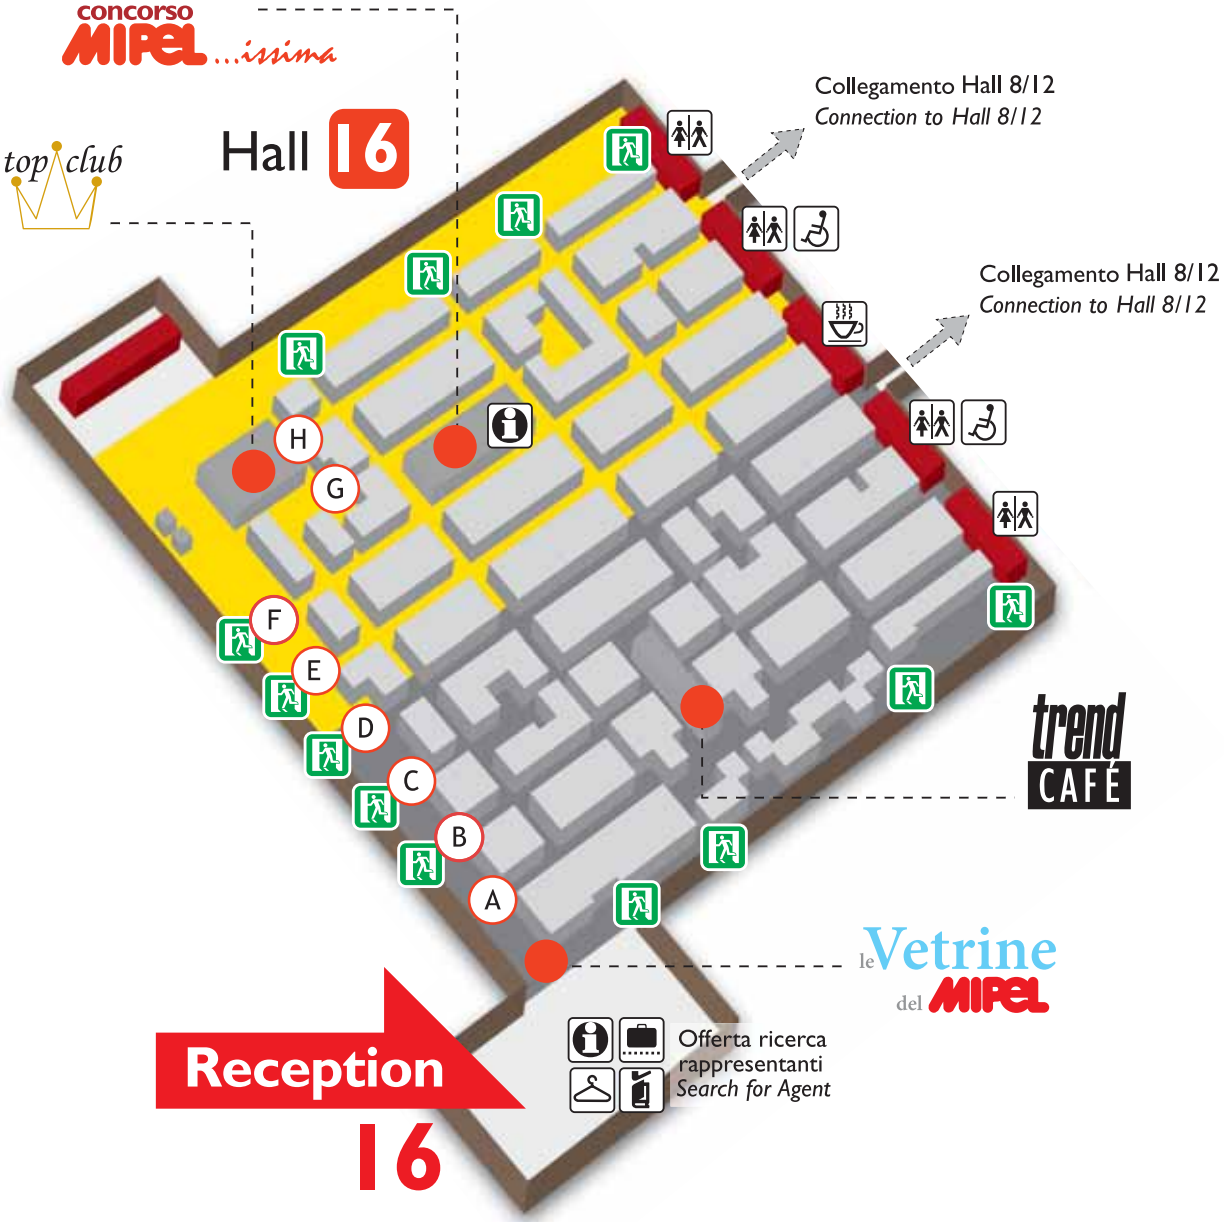 concorso
MIPEL ...issima
top club
Hall 16
Collegamento Hall 8/12
Connection to Hall 8/12
Collegamento Hall 8/12
Connection to Hall 8/12
H
G
F
E
D
C
B
A
trend
CAFÉ
le Vetrine
del MIPEL
Reception
16
Offerta ricerca
rappresentanti
Search for Agent